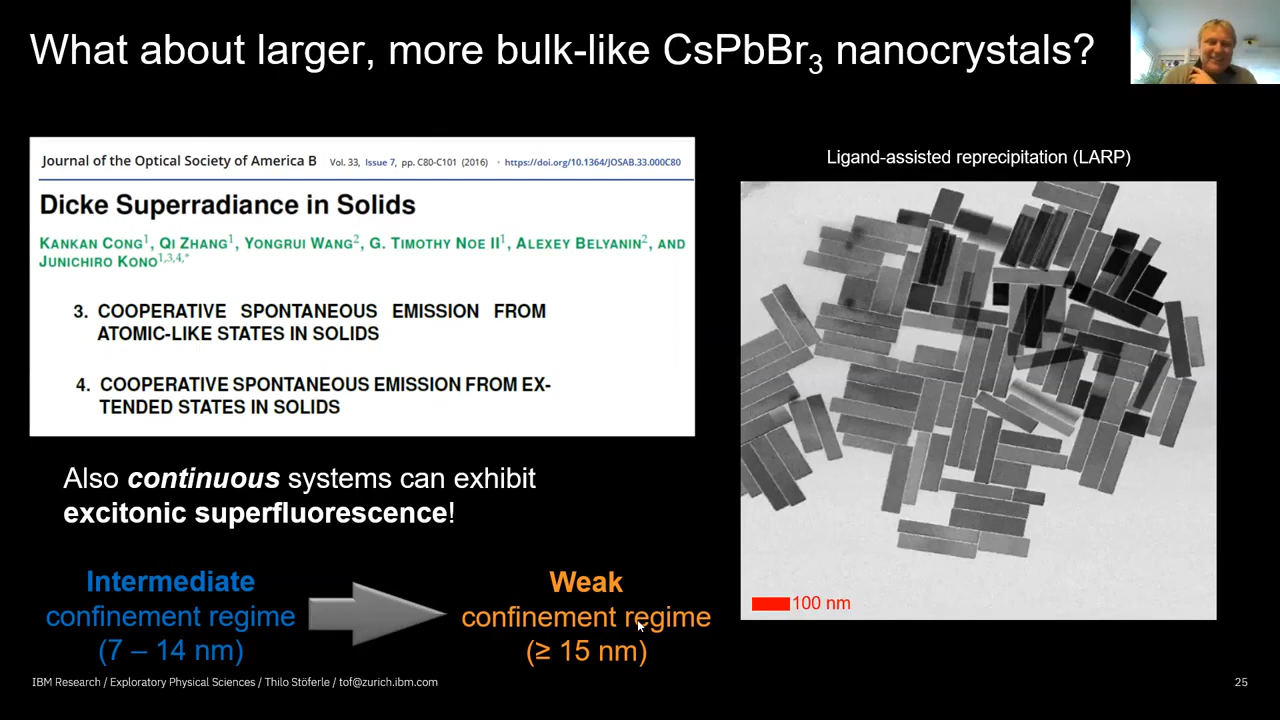 What about larger, more bulk-like CsPbBr₃ nanocrystals?
Journal of the Optical Society of America B Vol. 33, Issue 7, pp. C80-C101 (2016) • https://doi.org/10.1364/JOSAB.33.000C80
Dicke Superradiance in Solids
KANKAN CONG¹, QI ZHANG¹, YONGRUI WANG², G. TIMOTHY NOE II¹, ALEXEY BELYANIN², AND
JUNICHIRO KONO¹,³,⁴,*
3. COOPERATIVE SPONTANEOUS EMISSION FROM
ATOMIC-LIKE STATES IN SOLIDS
4. COOPERATIVE SPONTANEOUS EMISSION FROM EX-
TENDED STATES IN SOLIDS
Also continuous systems can exhibit
excitonic superfluorescence!
Intermediate
confinement regime
(7 – 14 nm)
Weak
confinement regime
(≥ 15 nm)
Ligand-assisted reprecipitation (LARP)
100 nm
IBM Research / Exploratory Physical Sciences / Thilo Stöferle / tof@zurich.ibm.com
25